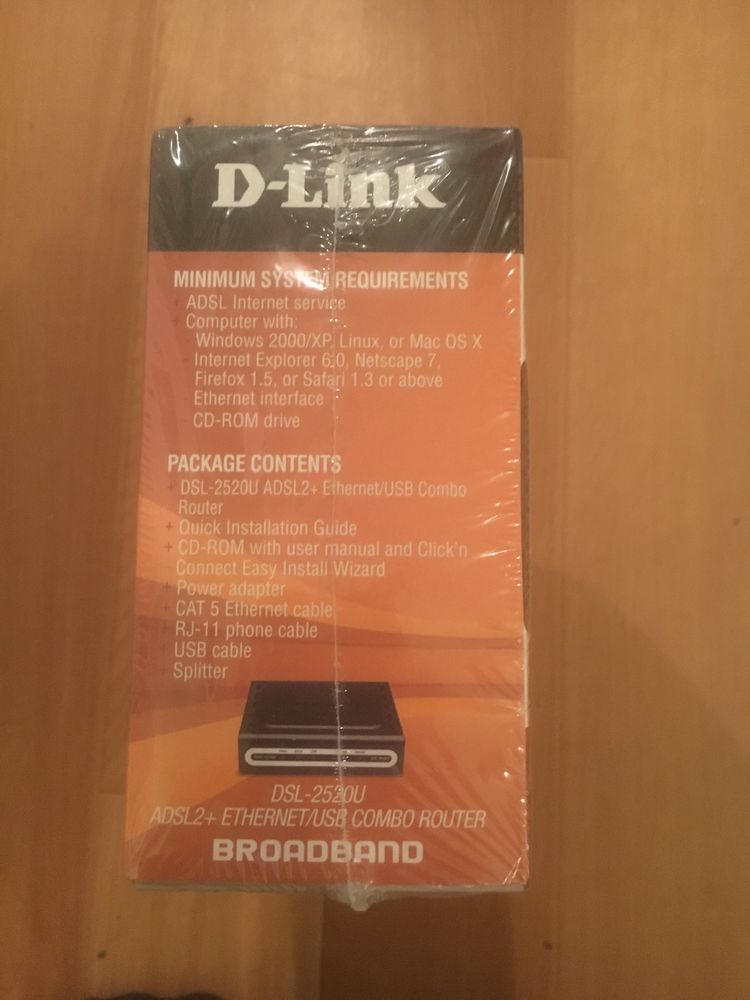 D-Link
MINIMUM SYSTEM REQUIREMENTS
+ ADSL Internet service
+ Computer with:
Windows 2000/XP, Linux, or Mac OS X
Internet Explorer 6.0, Netscape 7,
Firefox 1.5, or Safari 1.3 or above
Ethernet interface
CD-ROM drive
PACKAGE CONTENTS
+ DSL-2520U ADSL2+ Ethernet/USB Combo
Router
+ Quick Installation Guide
+ CD-ROM with user manual and Click'n
Connect Easy Install Wizard
+ Power adapter
+ CAT 5 Ethernet cable
+ RJ-11 phone cable
+ USB cable
+ Splitter
DSL-2520U
ADSL2+ ETHERNET/USB COMBO ROUTER
BROADBAND